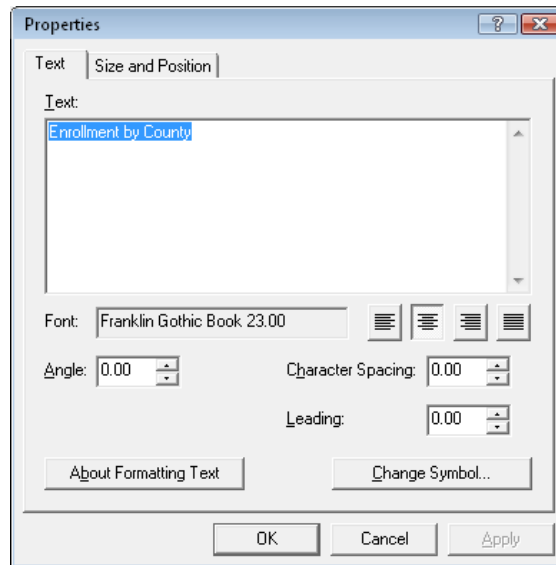 Properties
Text Size and Position
Text:
Enrollment by County
Font: Franklin Gothic Book 23.00
Angle: 0.00 Character Spacing: 0.00
Leading: 0.00
About Formatting Text Change Symbol...
OK Cancel Apply